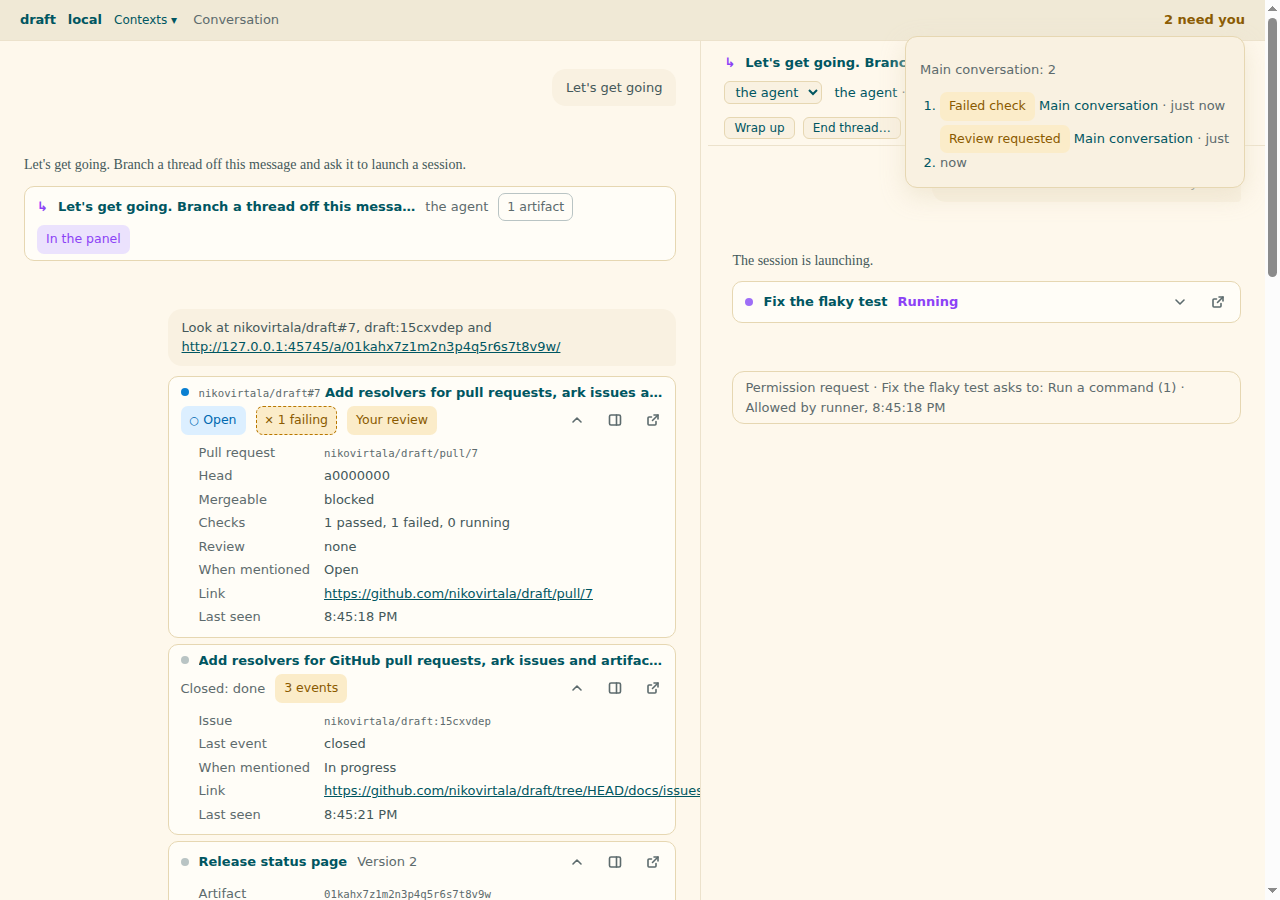 draft local Contexts ▾ Conversation
2 need you
Let's get going
Let's get going. Branch a thread off this message and ask it to launch a session.
↳ Let's get going. Branch a thread off this messa… the agent 1 artifact
In the panel
Look at nikovirtala/draft#7, draft:15cxvdep and
http://127.0.0.1:45745/a/01kahx7z1m2n3p4q5r6s7t8v9w/
nikovirtala/draft#7 Add resolvers for pull requests, ark issues a…
○ Open ✕ 1 failing Your review
Pull request nikovirtala/draft/pull/7
Head a0000000
Mergeable blocked
Checks 1 passed, 1 failed, 0 running
Review none
When mentioned Open
Link https://github.com/nikovirtala/draft/pull/7
Last seen 8:45:18 PM
Add resolvers for GitHub pull requests, ark issues and artifac…
Closed: done 3 events
Issue nikovirtala/draft:15cxvdep
Last event closed
When mentioned In progress
Link https://github.com/nikovirtala/draft/tree/HEAD/docs/issues
Last seen 8:45:21 PM
Release status page Version 2
Artifact 01kahx7z1m2n3p4q5r6s7t8v9w
↳ Let's get going. Branc
the agent the agent ·
Wrap up End thread…
Main conversation: 2
1. Failed check Main conversation · just now
Review requested Main conversation · just
2. now
The session is launching.
Fix the flaky test Running
Permission request · Fix the flaky test asks to: Run a command (1) ·
Allowed by runner, 8:45:18 PM